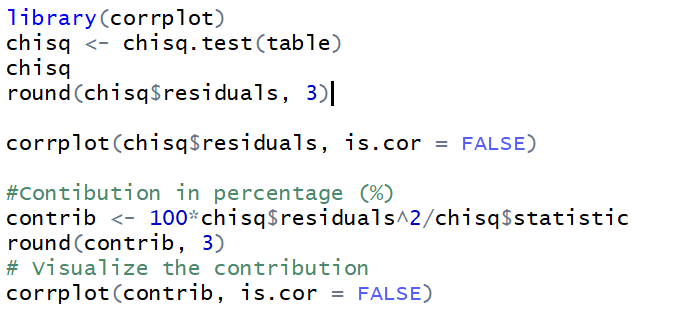 library(corrplot)
chisq <- chisq.test(table)
chisq
round(chisq$residuals, 3)
corrplot(chisq$residuals, is.cor = FALSE)
#Contibution in percentage (%)
contrib <- 100*chisq$residuals^2/chisq$statistic
round(contrib, 3)
# Visualize the contribution
corrplot(contrib, is.cor = FALSE)